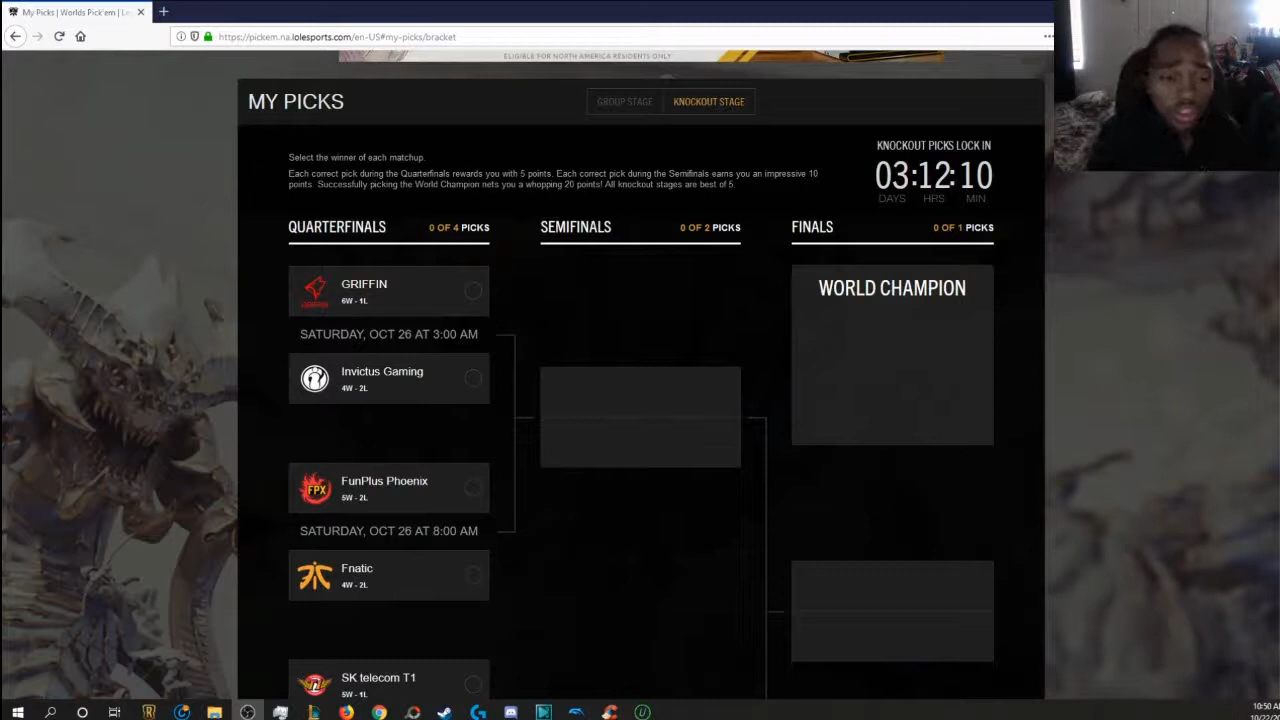 My Picks | Worlds Pick'em | Le
https://pickem.na.lolesports.com/en-US#my-picks/bracket
ELIGIBLE FOR NORTH AMERICA RESIDENTS ONLY
MY PICKS
GROUP STAGE
KNOCKOUT STAGE
KNOCKOUT PICKS LOCK IN
03:12:10
DAYS HRS MIN
Select the winner of each matchup.
Each correct pick during the Quarterfinals rewards you with 5 points. Each correct pick during the Semifinals earns you an impressive 10
points. Successfully picking the World Champion nets you a whopping 20 points! All knockout stages are best of 5.
QUARTERFINALS 0 OF 4 PICKS
SEMIFINALS 0 OF 2 PICKS
FINALS 0 OF 1 PICKS
GRIFFIN
6W - 1L
SATURDAY, OCT 26 AT 3:00 AM
Invictus Gaming
4W - 2L
WORLD CHAMPION
FPX
FunPlus Phoenix
5W - 2L
SATURDAY, OCT 26 AT 8:00 AM
Fnatic
4W - 2L
SK telecom T1
5W - 1L
10:50 A
10/22/2